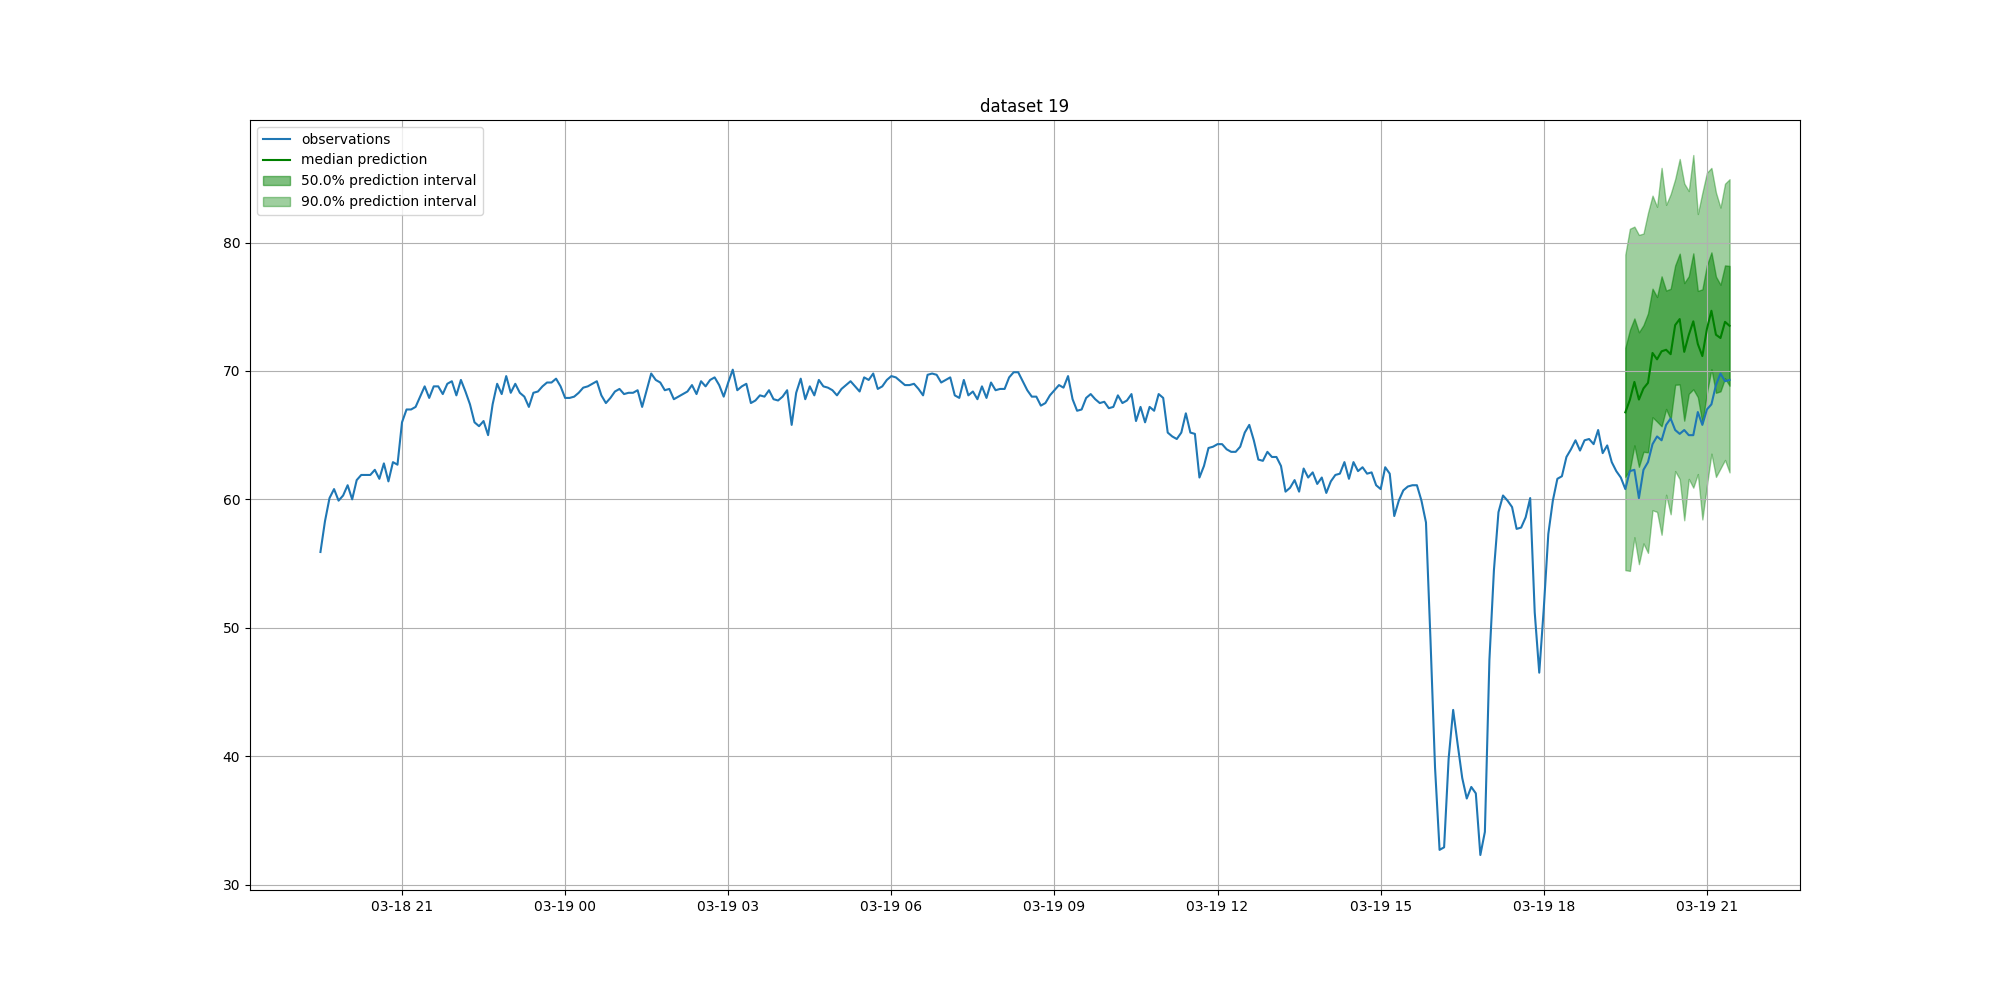 dataset 19
observations
median prediction
50.0% prediction interval
90.0% prediction interval
80
70
60
50
40
30
03-18 21 03-19 00 03-19 03 03-19 06 03-19 09 03-19 12 03-19 15 03-19 18 03-19 21